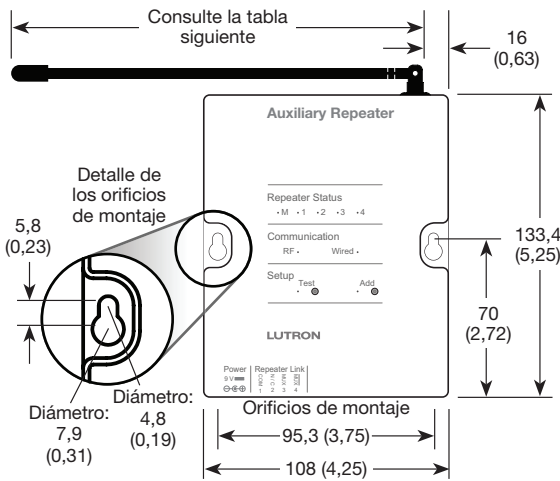 Consulte la tabla
siguiente
16
(0,63)
Auxiliary Repeater
Detalle de
los orificios
de montaje
Repeater Status
• M • 1 • 2 • 3 • 4
5,8
(0,23)
Communication
RF • Wired •
133,4
(5,25)
Setup
• Test • Add
70
(2,72)
LUTRON
Power
9 V
Repeater Link
COM
N / C
MUX
MUX
1 2 3 4
Diámetro:
7,9
(0,31)
Diámetro:
4,8
(0,19)
Orificios de montaje
95,3 (3,75)
108 (4,25)